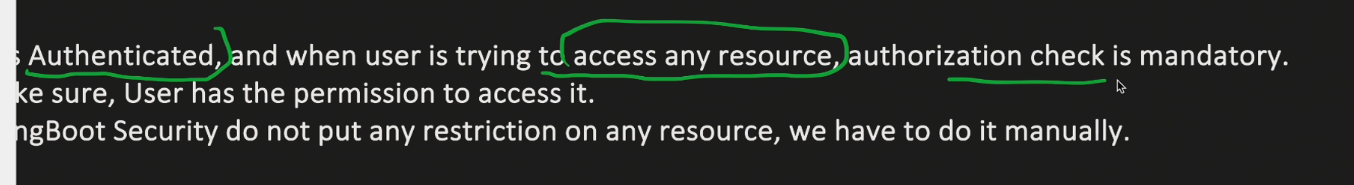 Authenticated, and when user is trying to access any resource, authorization check is mandatory.
ke sure, User has the permission to access it.
ngBoot Security do not put any restriction on any resource, we have to do it manually.